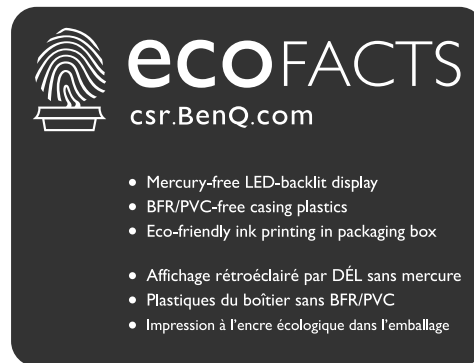 ecoFACTS
csr.BenQ.com
• Mercury-free LED-backlit display
• BFR/PVC-free casing plastics
• Eco-friendly ink printing in packaging box
• Affichage rétroéclairé par DÉL sans mercure
• Plastiques du boîtier sans BFR/PVC
• Impression à l'encre écologique dans l'emballage